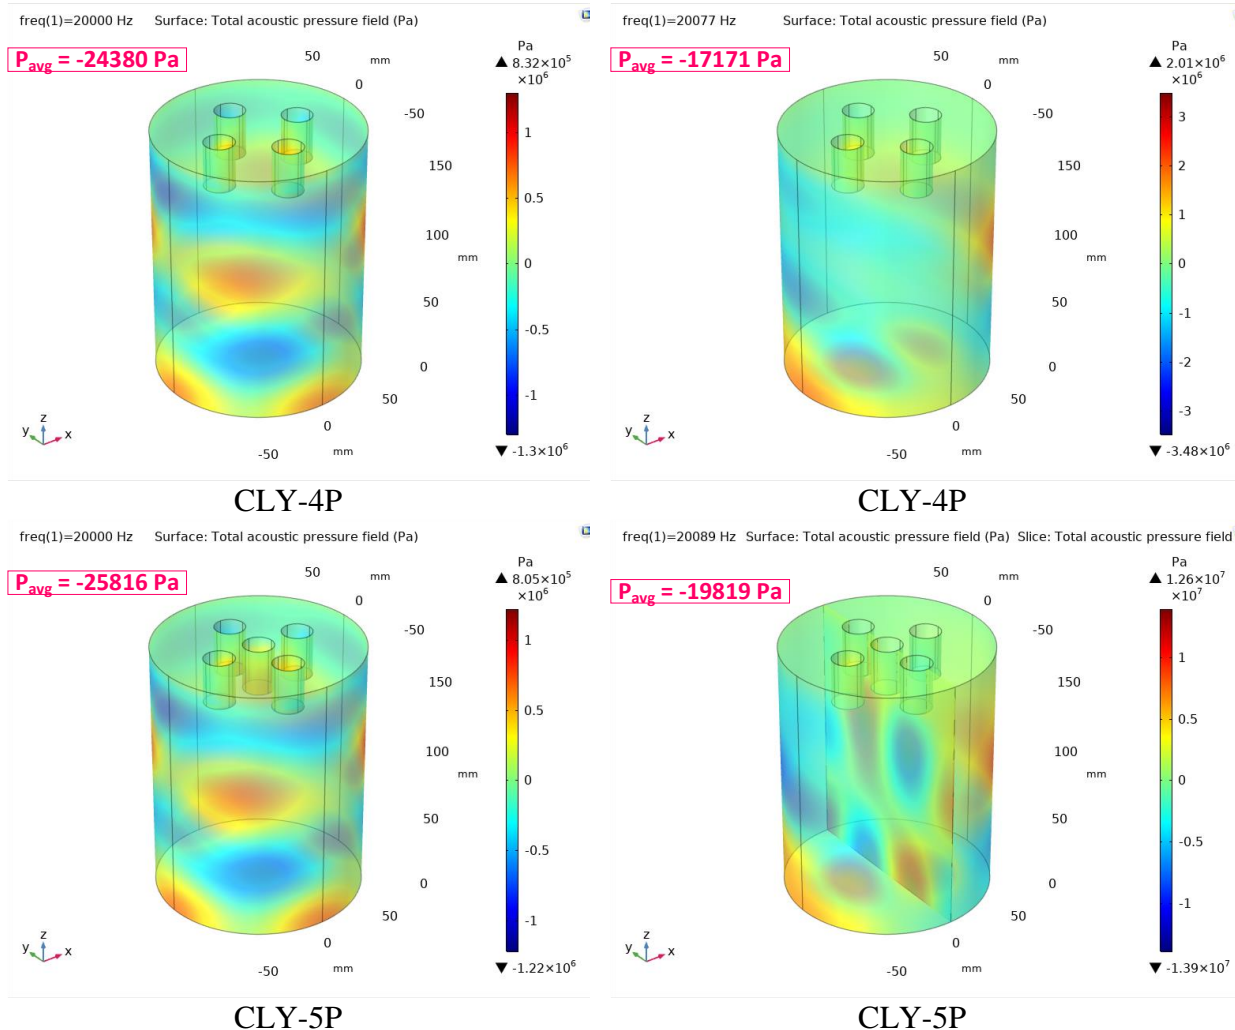 freq(1)=20000 Hz Surface: Total acoustic pressure field (Pa)
P_avg = -24380 Pa
Pa
▲ 8.32×10⁵
×10⁶
1
0.5
0
-0.5
-1
▼ -1.3×10⁶
50
mm
0
-50
150
100
mm
50
0
50
0
-50
mm
y z x
CLY-4P
freq(1)=20077 Hz Surface: Total acoustic pressure field (Pa)
P_avg = -17171 Pa
Pa
▲ 2.01×10⁶
×10⁶
3
2
1
0
-1
-2
-3
▼ -3.48×10⁶
50
mm
0
-50
150
100
mm
50
0
50
0
-50
mm
y z x
CLY-4P
freq(1)=20000 Hz Surface: Total acoustic pressure field (Pa)
P_avg = -25816 Pa
Pa
▲ 8.05×10⁵
×10⁶
1
0.5
0
-0.5
-1
▼ -1.22×10⁶
50
mm
0
-50
150
100
mm
50
0
50
0
-50
mm
y z x
CLY-5P
freq(1)=20089 Hz Surface: Total acoustic pressure field (Pa) Slice: Total acoustic pressure field
P_avg = -19819 Pa
Pa
▲ 1.26×10⁷
×10⁷
1
0.5
0
-0.5
-1
▼ -1.39×10⁷
50
mm
0
-50
150
100
mm
50
0
50
0
-50
mm
y z x
CLY-5P